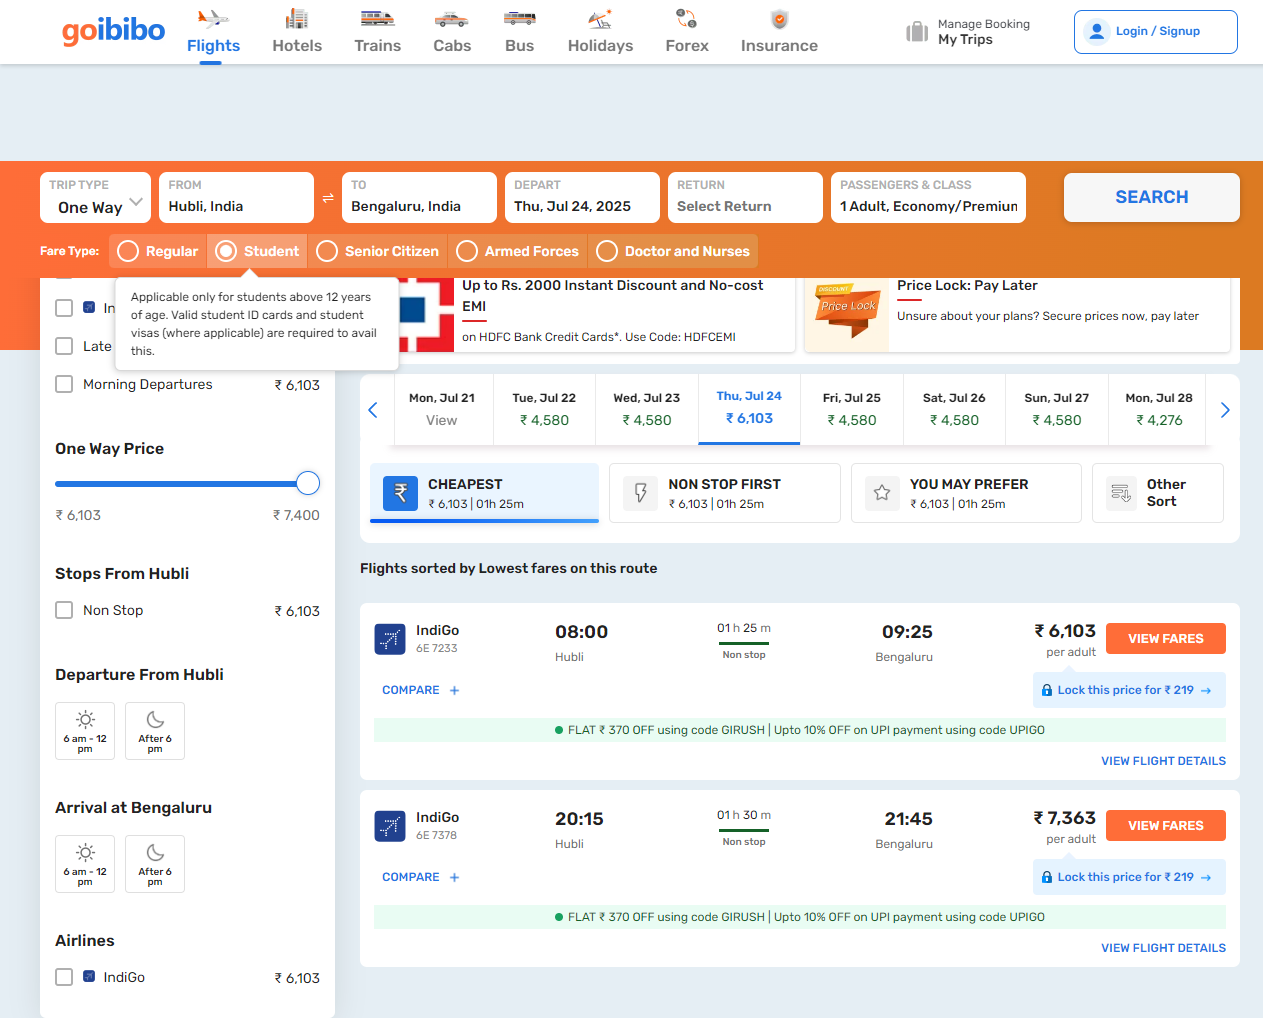 goibibo
Flights
Hotels
Trains
Cabs
Bus
Holidays
Forex
Insurance
Manage Booking
My Trips
Login / Signup
TRIP TYPE
One Way
FROM
Hubli, India
TO
Bengaluru, India
DEPART
Thu, Jul 24, 2025
RETURN
Select Return
PASSENGERS & CLASS
1 Adult, Economy/Premiun
SEARCH
Fare Type:
Regular
Student
Senior Citizen
Armed Forces
Doctor and Nurses
Applicable only for students above 12 years
of age. Valid student ID cards and student
visas (where applicable) are required to avail
this.
In
Late
Morning Departures
₹ 6,103
One Way Price
₹ 6,103
₹ 7,400
Stops From Hubli
Non Stop
₹ 6,103
Departure From Hubli
6 am - 12
pm
After 6
pm
Arrival at Bengaluru
6 am - 12
pm
After 6
pm
Airlines
IndiGo
₹ 6,103
Up to Rs. 2000 Instant Discount and No-cost
EMI
on HDFC Bank Credit Cards*. Use Code: HDFCEMI
DISCOUNT
Price Lock
Price Lock: Pay Later
Unsure about your plans? Secure prices now, pay later
Mon, Jul 21
View
Tue, Jul 22
₹ 4,580
Wed, Jul 23
₹ 4,580
Thu, Jul 24
₹ 6,103
Fri, Jul 25
₹ 4,580
Sat, Jul 26
₹ 4,580
Sun, Jul 27
₹ 4,580
Mon, Jul 28
₹ 4,276
CHEAPEST
₹ 6,103 | 01h 25m
NON STOP FIRST
₹ 6,103 | 01h 25m
YOU MAY PREFER
₹ 6,103 | 01h 25m
Other
Sort
Flights sorted by Lowest fares on this route
IndiGo
6E 7233
08:00
Hubli
01 h 25 m
Non stop
09:25
Bengaluru
₹ 6,103
per adult
VIEW FARES
COMPARE +
Lock this price for ₹ 219 →
FLAT ₹ 370 OFF using code GIRUSH | Upto 10% OFF on UPI payment using code UPIGO
VIEW FLIGHT DETAILS
IndiGo
6E 7378
20:15
Hubli
01 h 30 m
Non stop
21:45
Bengaluru
₹ 7,363
per adult
VIEW FARES
COMPARE +
Lock this price for ₹ 219 →
FLAT ₹ 370 OFF using code GIRUSH | Upto 10% OFF on UPI payment using code UPIGO
VIEW FLIGHT DETAILS